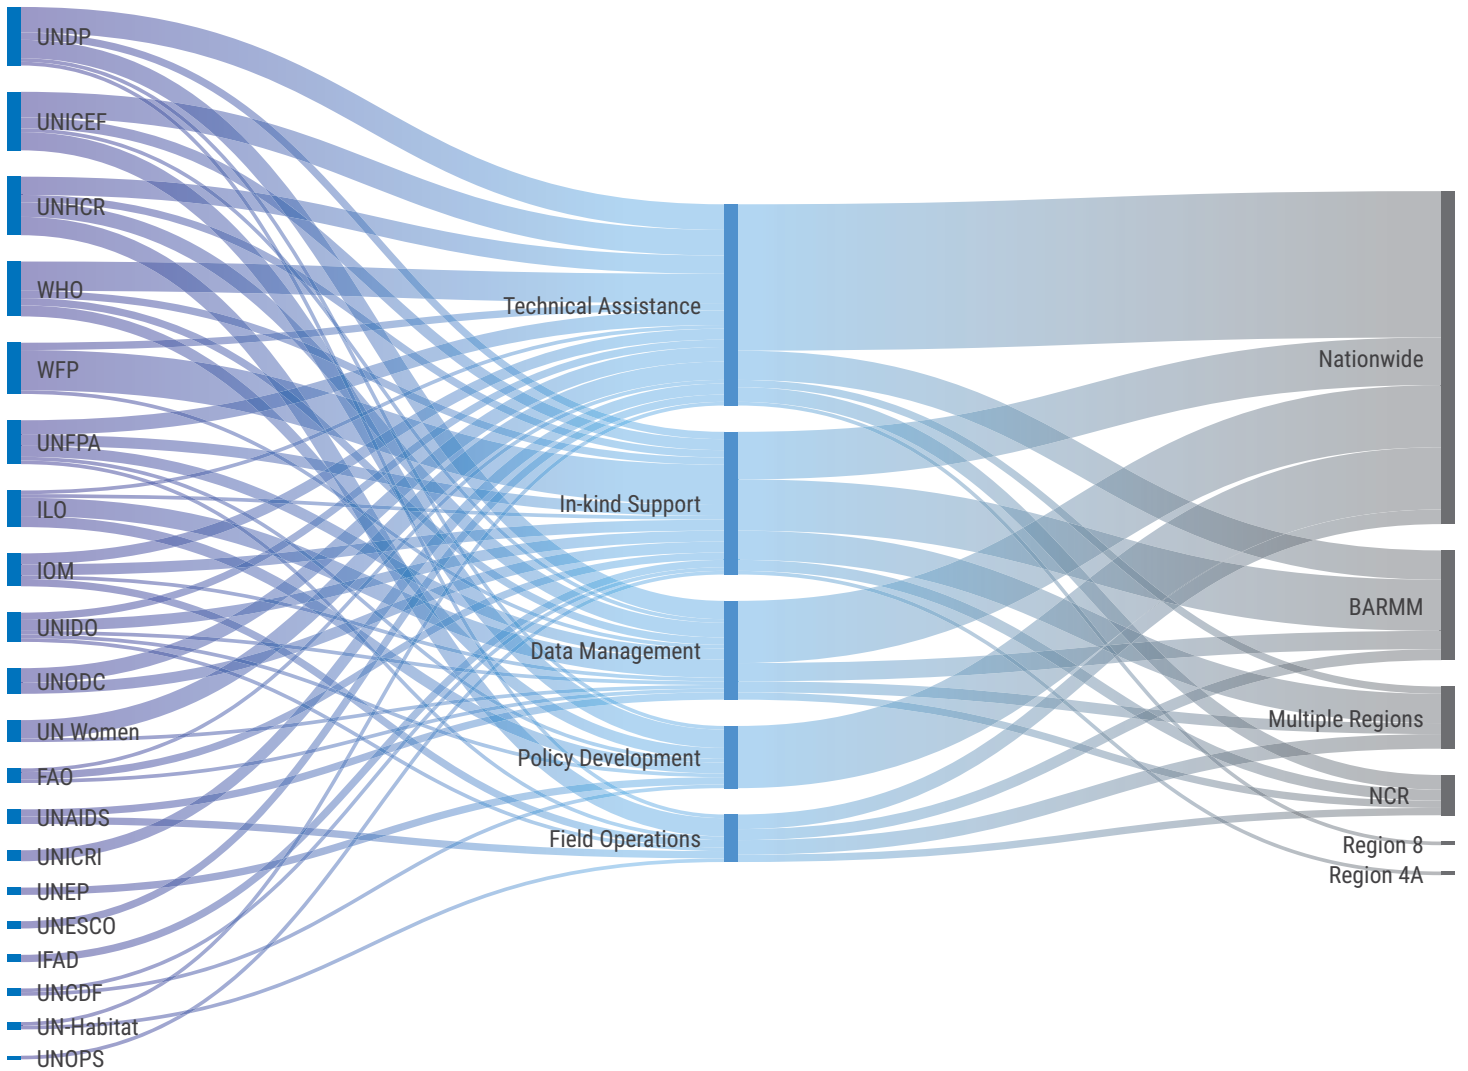 UNDP
UNICEF
UNHCR
WHO
WFP
UNFPA
ILO
IOM
UNIDO
UNODC
UN Women
FAO
UNAIDS
UNICRI
UNEP
UNESCO
IFAD
UNCDF
UN-Habitat
UNOPS
Technical Assistance
In-kind Support
Data Management
Policy Development
Field Operations
Nationwide
BARMM
Multiple Regions
NCR
Region 8
Region 4A